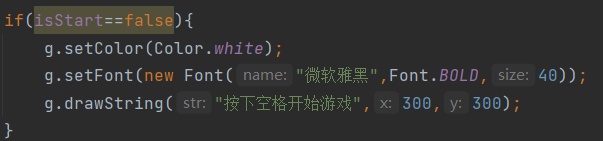 if(isStart==false){
g.setColor(Color.white);
g.setFont(new Font( name: "微软雅黑",Font.BOLD, size: 40));
g.drawString( str: "按下空格开始游戏", x: 300, y: 300);
}